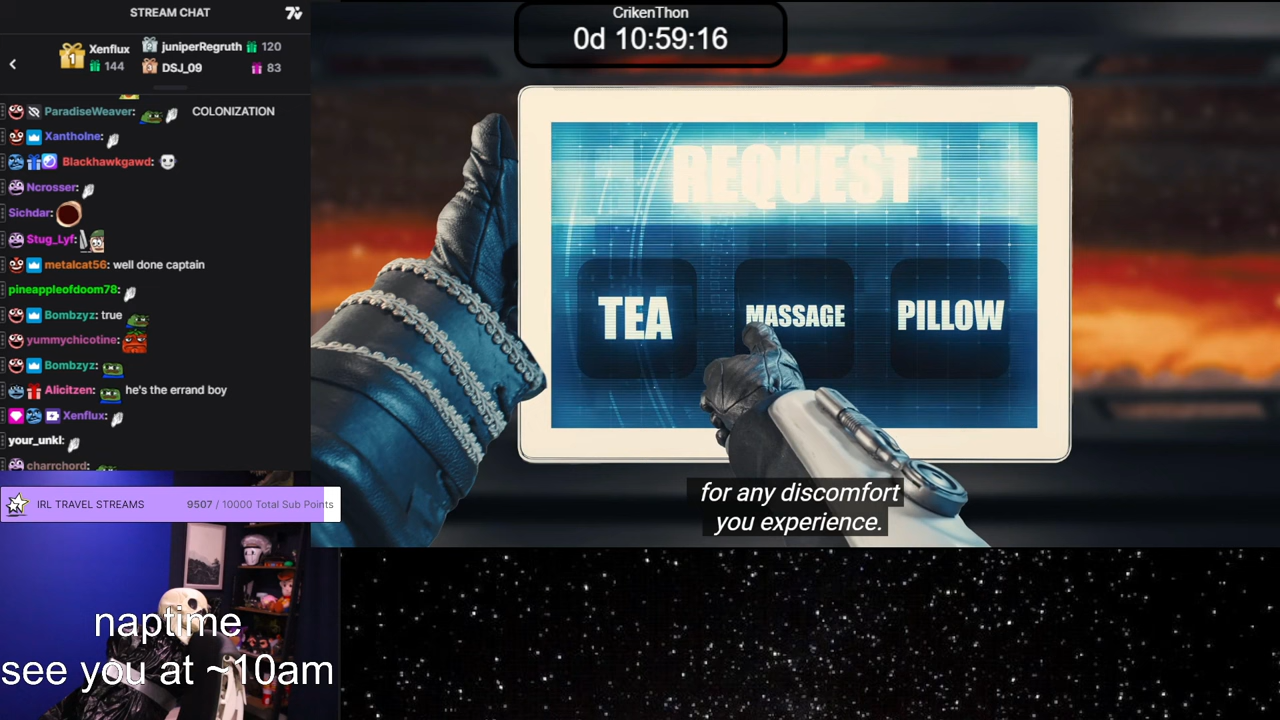 STREAM CHAT
Xenflux
144
juniperRegruth 120
DSJ_09 83
ParadiseWeaver: COLONIZATION
Xantholne:
Blackhawkgawd:
Ncrosser:
Sichdar:
Stug_Lyf:
metalcat56: well done captain
pineappleofdoom78:
Bombzyz: true
yummychicotine:
Bombzyz:
Alicitzen: he's the errand boy
Xenflux:
your_unkl:
charrchord:
IRL TRAVEL STREAMS 9507 / 10000 Total Sub Points
naptime
see you at ~10am
CrikenThon
0d 10:59:16
REQUEST
TEA MASSAGE PILLOW
for any discomfort
you experience.